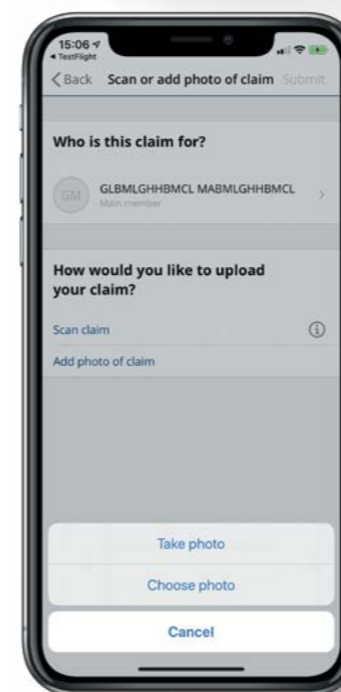 15:06
TestFlight
Back Scan or add photo of claim Submit
Who is this claim for?
GM GLBMLGHHBMCL MABMLGHHBMCL
Main member
How would you like to upload
your claim?
Scan claim
Add photo of claim
Take photo
Choose photo
Cancel